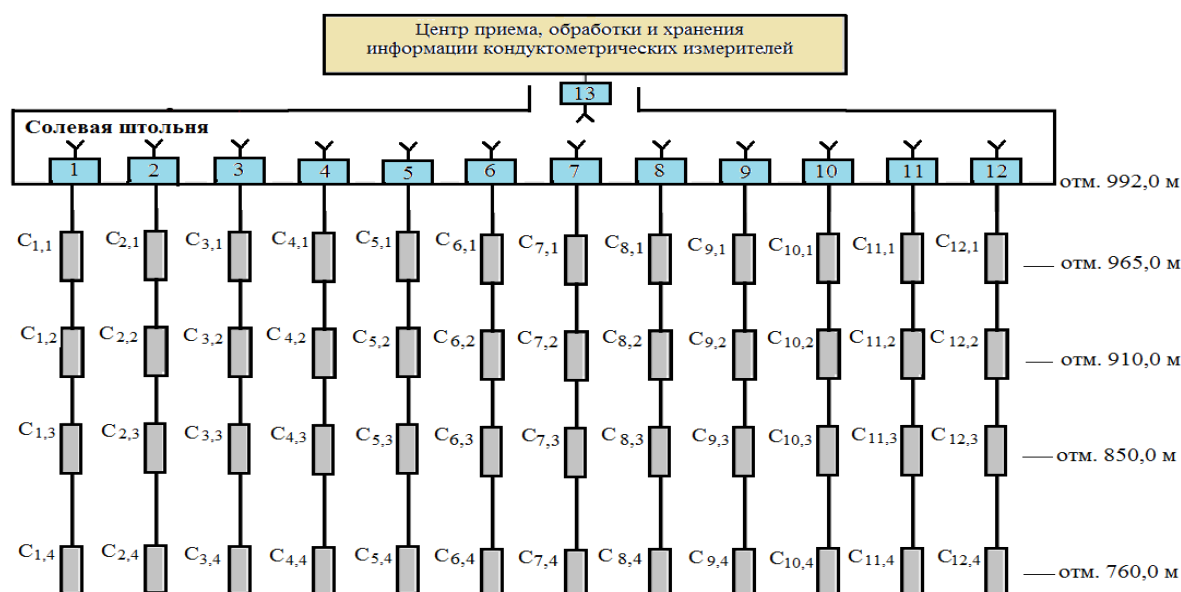 Центр приема, обработки и хранения
информации кондуктометрических измерителей
13
Солевая штольня
1 2 3 4 5 6 7 8 9 10 11 12
отм. 992,0 м
C1,1 C2,1 C3,1 C4,1 C5,1 C6,1 C7,1 C8,1 C9,1 C10,1 C11,1 C12,1
отм. 965,0 м
C1,2 C2,2 C3,2 C4,2 C5,2 C6,2 C7,2 C8,2 C9,2 C10,2 C11,2 C12,2
отм. 910,0 м
C1,3 C2,3 C3,3 C4,3 C5,3 C6,3 C7,3 C8,3 C9,3 C10,3 C11,3 C12,3
отм. 850,0 м
C1,4 C2,4 C3,4 C4,4 C5,4 C6,4 C7,4 C8,4 C9,4 C10,4 C11,4 C12,4
отм. 760,0 м